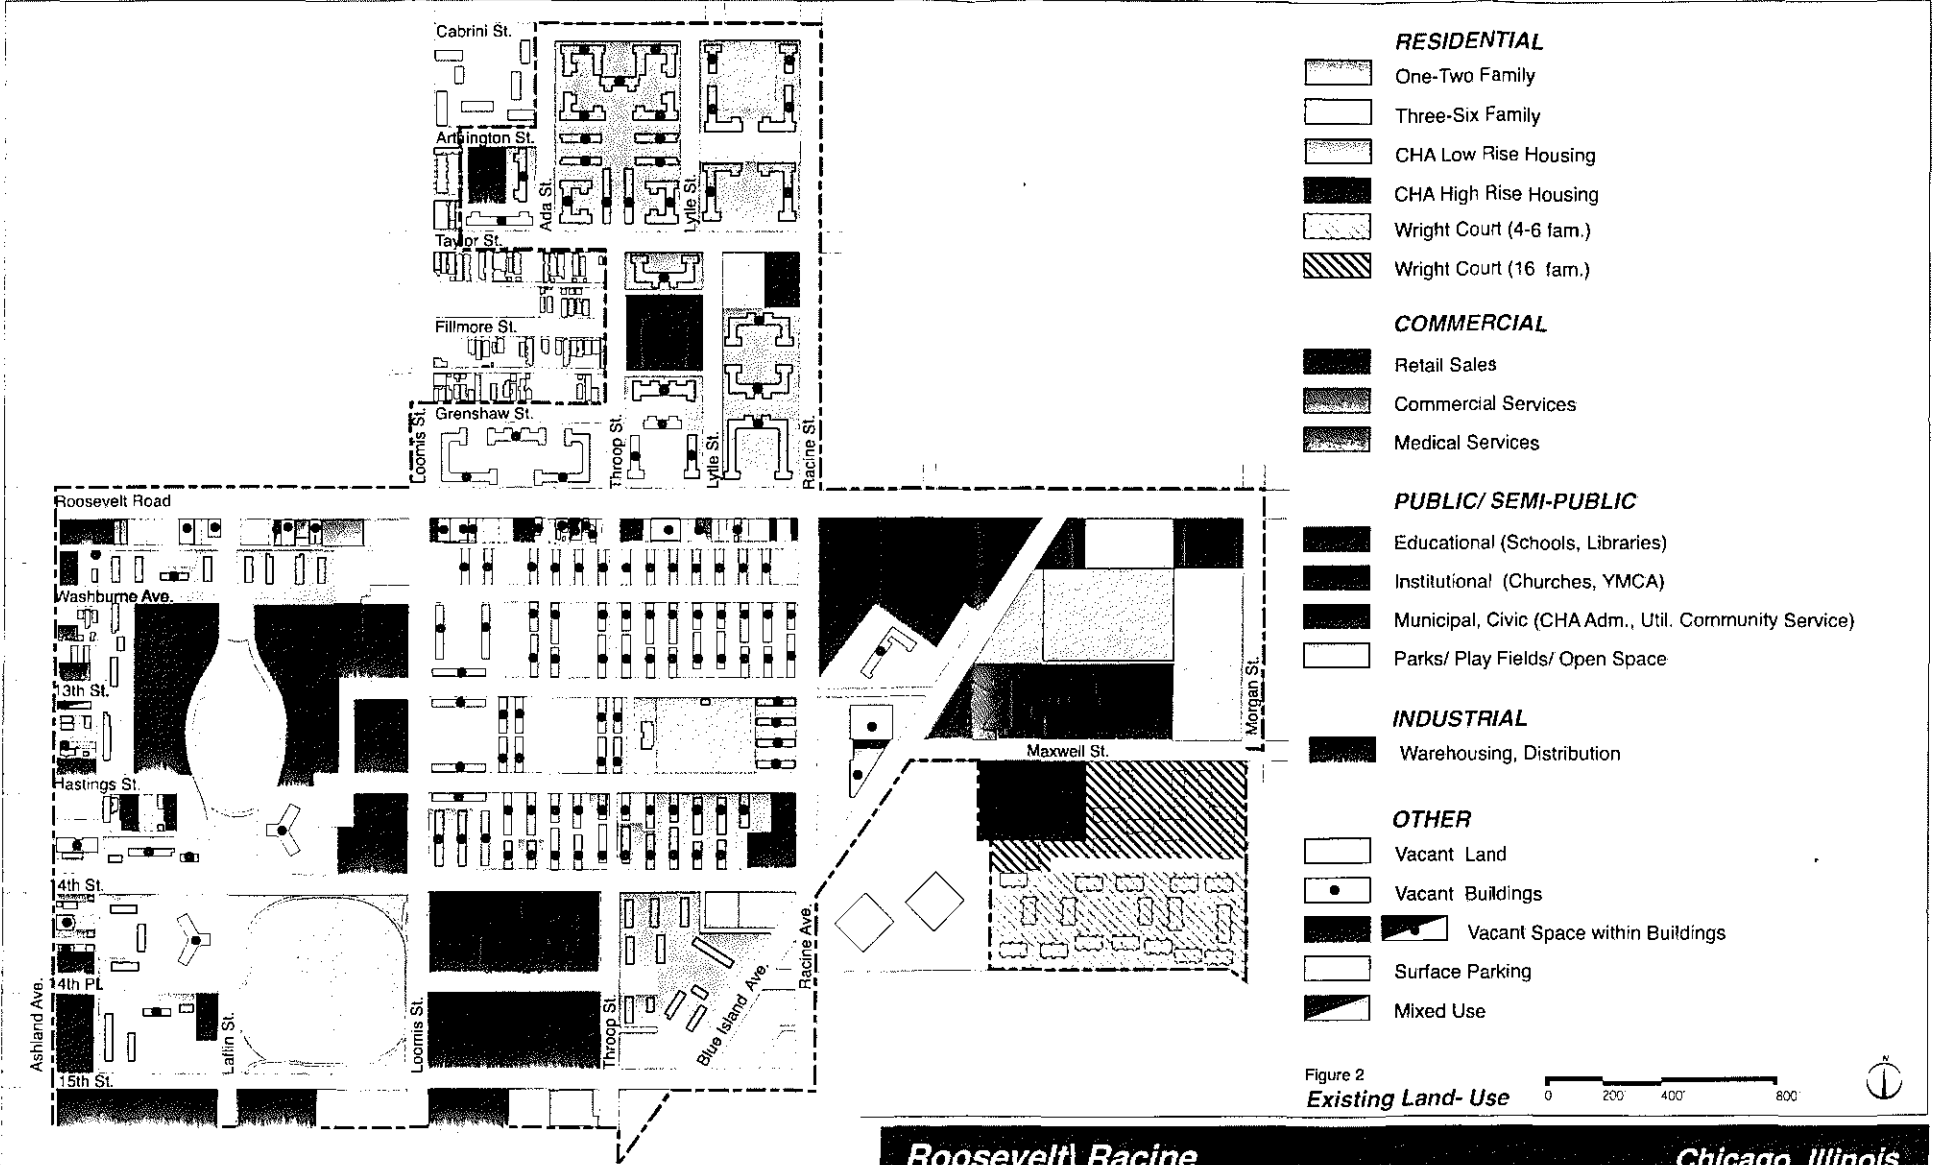 Cabrini St.
Arthington St.
Ada St.
Lytle St.
Taylor St.
Fillmore St.
Grenshaw St.
Loomis St.
Throop St.
Lytle St.
Racine St.
Roosevelt Road
Washburne Ave.
13th St.
Hastings St.
4th St.
4th Pl.
15th St.
Ashland Ave.
Laflin St.
Loomis St.
Throop St.
Blue Island Ave.
Racine Ave.
Maxwell St.
Morgan St.
RESIDENTIAL
One-Two Family
Three-Six Family
CHA Low Rise Housing
CHA High Rise Housing
Wright Court (4-6 fam.)
Wright Court (16 fam.)
COMMERCIAL
Retail Sales
Commercial Services
Medical Services
PUBLIC/ SEMI-PUBLIC
Educational (Schools, Libraries)
Institutional (Churches, YMCA)
Municipal, Civic (CHA Adm., Util. Community Service)
Parks/ Play Fields/ Open Space
INDUSTRIAL
Warehousing, Distribution
OTHER
Vacant Land
Vacant Buildings
Vacant Space within Buildings
Surface Parking
Mixed Use
Figure 2
Existing Land- Use
0 200' 400' 800'
N
Roosevelt\ Racine
Chicago, Illinois